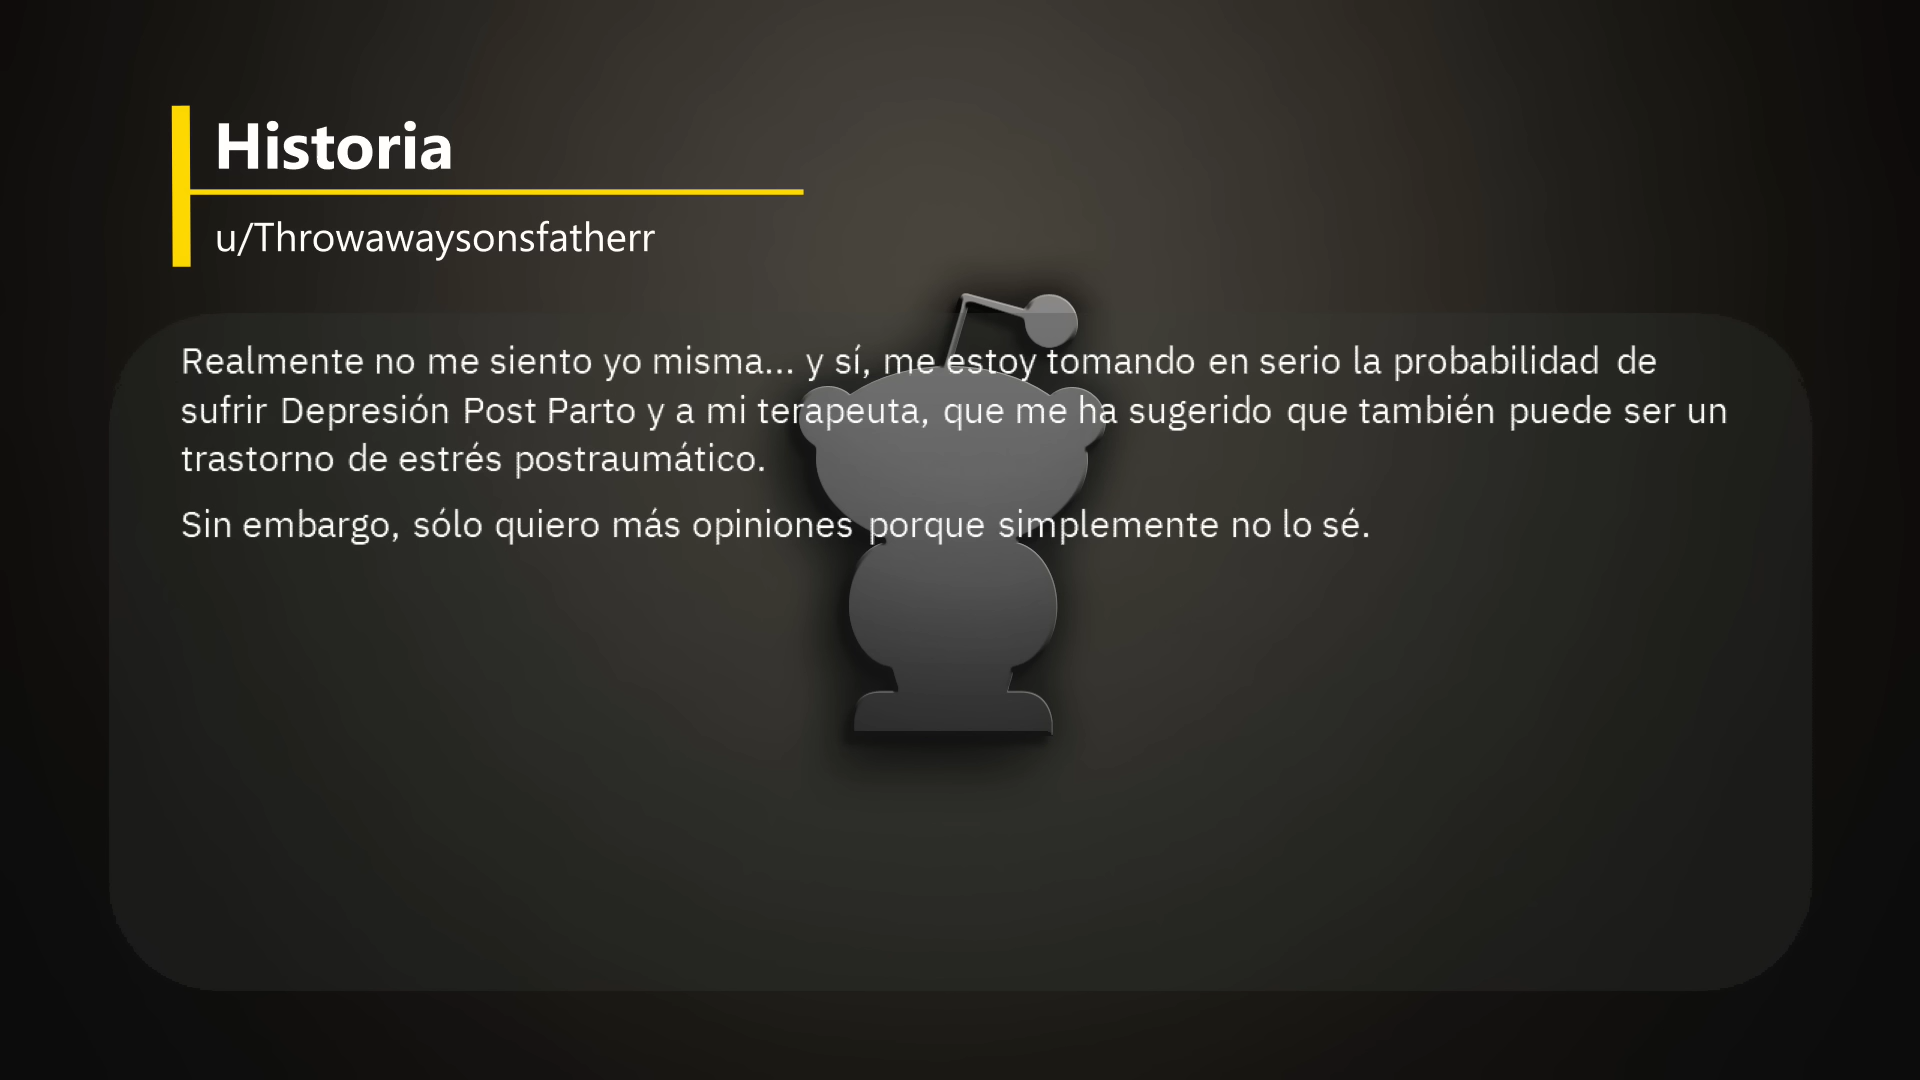 Historia
u/Throwawaysonsfatherr
Realmente no me siento yo misma... y sí, me estoy tomando en serio la probabilidad de
sufrir Depresión Post Parto y a mi terapeuta, que me ha sugerido que también puede ser un
trastorno de estrés postraumático.
Sin embargo, sólo quiero más opiniones porque simplemente no lo sé.